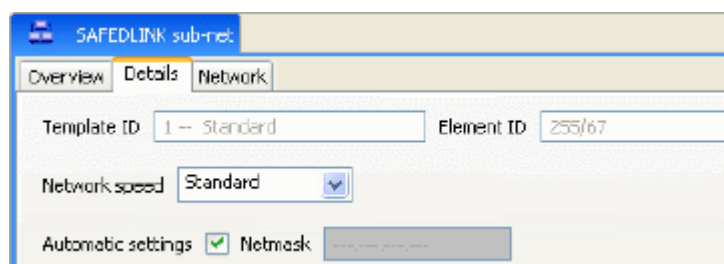 SAFEDLINK sub-net
Overview Details Network
Template ID 1 -- Standard Element ID 255/67
Network speed Standard
Automatic settings Netmask ---.---.---.---